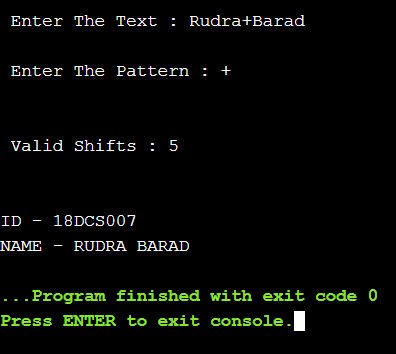 Enter The Text : Rudra+Barad
Enter The Pattern : +
Valid Shifts : 5
ID - 18DCS007
NAME - RUDRA BARAD
...Program finished with exit code 0
Press ENTER to exit console.